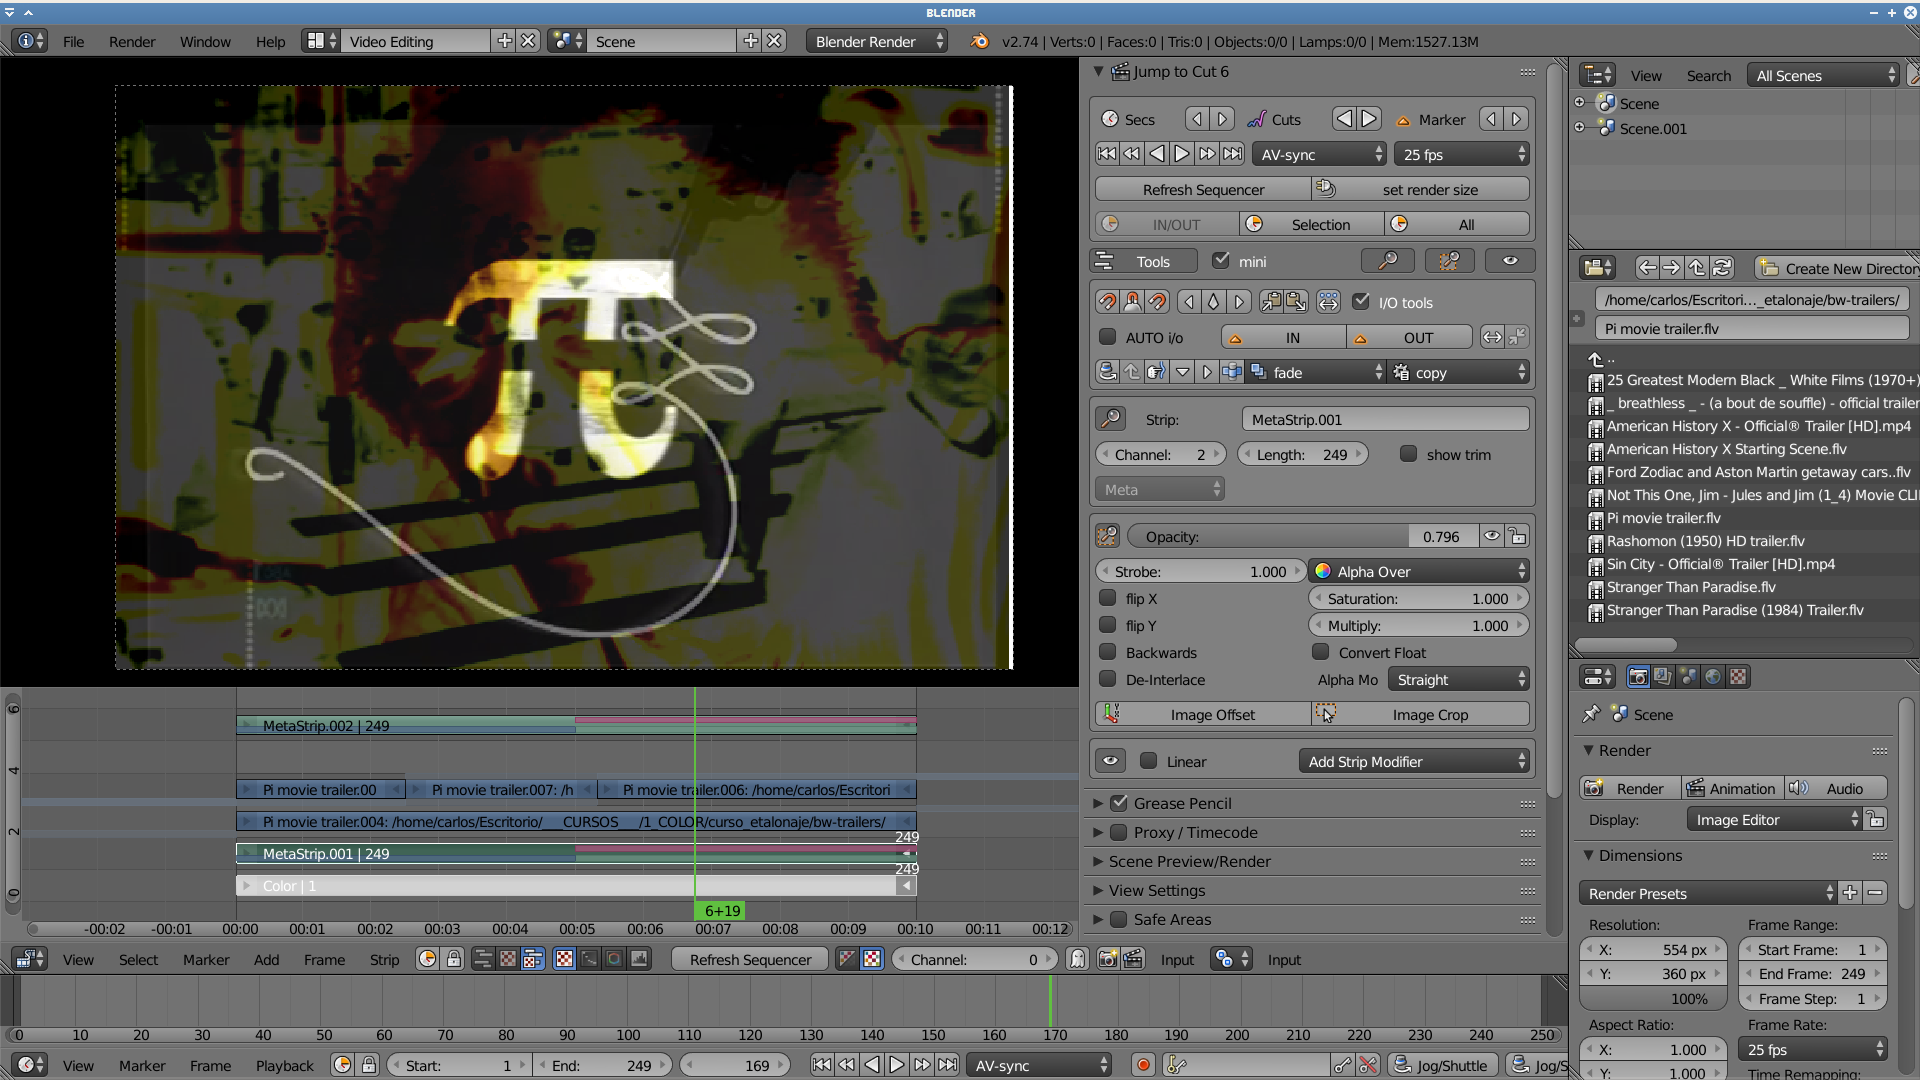 BLENDER
File Render Window Help Video Editing Scene Blender Render v2.74 | Verts:0 | Faces:0 | Tris:0 | Objects:0/0 | Lamps:0/0 | Mem:1527.13M
π
Jump to Cut 6
Secs Cuts Marker
AV-sync 25 fps
Refresh Sequencer set render size
IN/OUT Selection All
Tools mini
I/O tools
AUTO i/o IN OUT
fade copy
Strip: MetaStrip.001
Channel: 2 Length: 249 show trim
Meta
Opacity: 0.796
Strobe: 1.000 Alpha Over
flip X Saturation: 1.000
flip Y Multiply: 1.000
Backwards Convert Float
De-Interlace Alpha Mo Straight
Image Offset Image Crop
Linear Add Strip Modifier
Grease Pencil
Proxy / Timecode
Scene Preview/Render
View Settings
Safe Areas
View Search All Scenes
Scene
Scene.001
Create New Directory
/home/carlos/Escritori…_etalonaje/bw-trailers/
Pi movie trailer.flv
..
25 Greatest Modern Black _ White Films (1970+)
_ breathless _ - (a bout de souffle) - official trailer
American History X - Official® Trailer [HD].mp4
American History X Starting Scene.flv
Ford Zodiac and Aston Martin getaway cars..flv
Not This One, Jim - Jules and Jim (1_4) Movie CLI
Pi movie trailer.flv
Rashomon (1950) HD trailer.flv
Sin City - Official® Trailer [HD].mp4
Stranger Than Paradise.flv
Stranger Than Paradise (1984) Trailer.flv
Scene
Render
Render Animation Audio
Display: Image Editor
Dimensions
Render Presets
Resolution: Frame Range:
X: 554 px Start Frame: 1
Y: 360 px End Frame: 249
100% Frame Step: 1
Aspect Ratio: Frame Rate:
X: 1.000 25 fps
Y: 1.000 Time Remapping:
6
4
2
0
MetaStrip.002 | 249
Pi movie trailer.00 Pi movie trailer.007: /h Pi movie trailer.006: /home/carlos/Escritori
Pi movie trailer.004: /home/carlos/Escritorio/___CURSOS___/1_COLOR/curso_etalonaje/bw-trailers/
249
MetaStrip.001 | 249
249
Color | 1
6+19
-00:02 -00:01 00:00 00:01 00:02 00:03 00:04 00:05 00:06 00:07 00:08 00:09 00:10 00:11 00:12
View Select Marker Add Frame Strip Refresh Sequencer Channel: 0 Input Input
0 10 20 30 40 50 60 70 80 90 100 110 120 130 140 150 160 170 180 190 200 210 220 230 240 250
View Marker Frame Playback Start: 1 End: 249 169 AV-sync Jog/Shuttle Jog/S